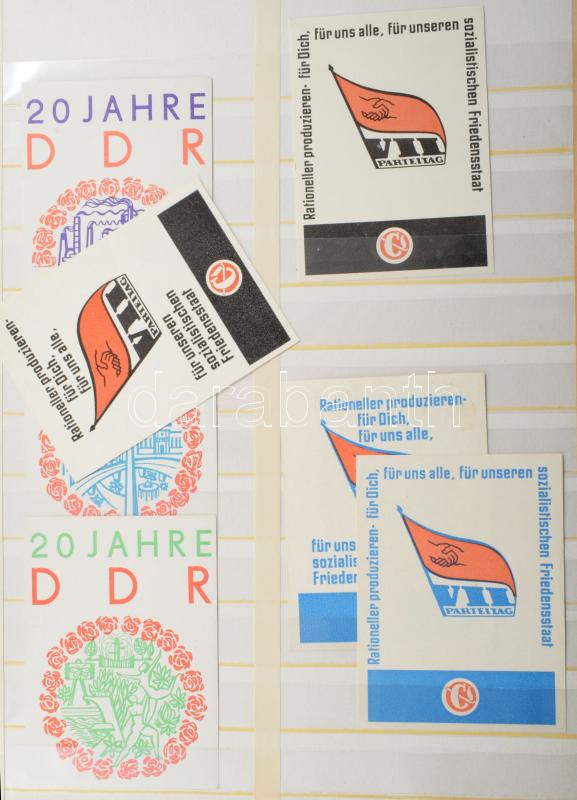 20 JAHRE
DDR
Rationeller produzieren-
für Dich,
für uns alle,
für unseren
sozialistischen
Friedensstaat
VII
PARTEITAG
20 JAHRE
DDR
Rationeller produzieren- für Dich,
für uns alle, für unseren
sozialistischen Friedensstaat
VII
PARTEITAG
Rationeller produzieren-
für Dich,
für uns alle,
für uns
sozialis
Frieden
Rationeller produzieren- für Dich,
für uns alle, für unseren
sozialistischen Friedensstaat
VII
PARTEITAG
darabanth